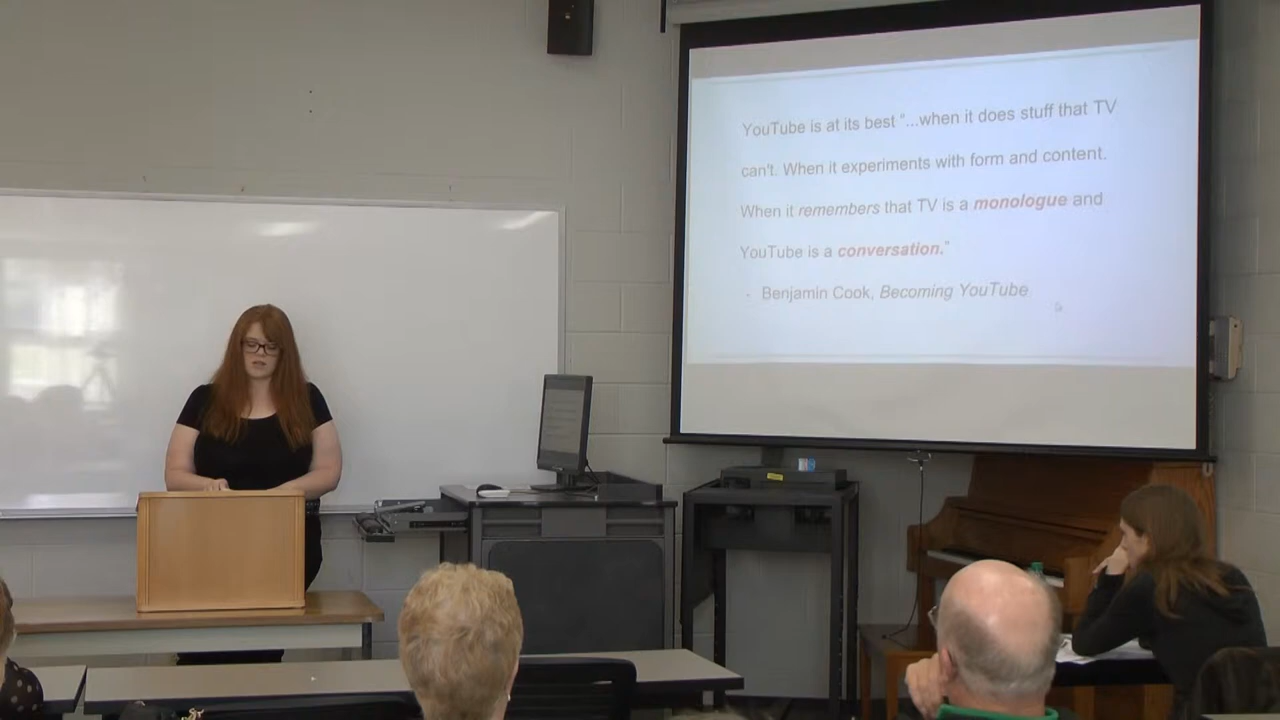 YouTube is at its best “...when it does stuff that TV
can't. When it experiments with form and content.
When it remembers that TV is a monologue and
YouTube is a conversation.”
- Benjamin Cook, Becoming YouTube